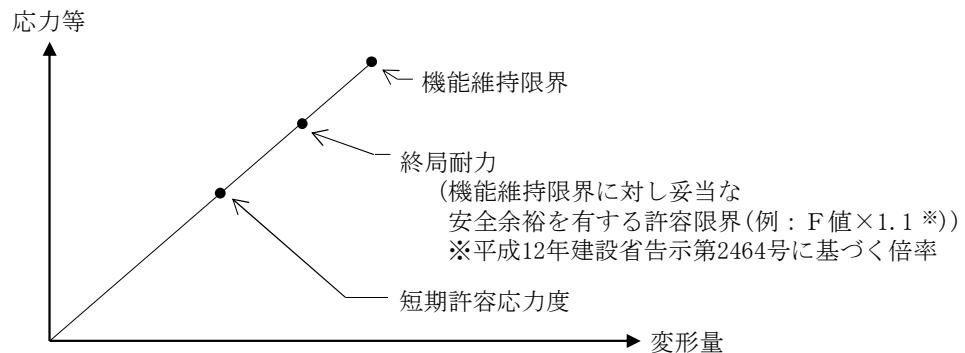 応力等
機能維持限界
終局耐力
(機能維持限界に対し妥当な
安全余裕を有する許容限界(例:F値×1.1※))
※平成12年建設省告示第2464号に基づく倍率
短期許容応力度
変形量